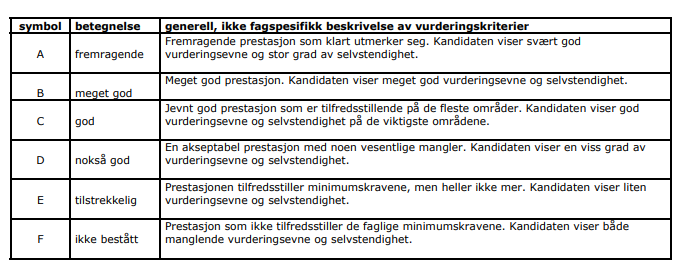 symbol betegnelse generell, ikke fagspesifikk beskrivelse av vurderingskriterier
A fremragende Fremragende prestasjon som klart utmerker seg. Kandidaten viser svært god
vurderingsevne og stor grad av selvstendighet.
B meget god Meget god prestasjon. Kandidaten viser meget god vurderingsevne og selvstendighet.
C god Jevnt god prestasjon som er tilfredsstillende på de fleste områder. Kandidaten viser god
vurderingsevne og selvstendighet på de viktigste områdene.
D nokså god En akseptabel prestasjon med noen vesentlige mangler. Kandidaten viser en viss grad av
vurderingsevne og selvstendighet.
E tilstrekkelig Prestasjonen tilfredsstiller minimumskravene, men heller ikke mer. Kandidaten viser liten
vurderingsevne og selvstendighet.
F ikke bestått Prestasjon som ikke tilfredsstiller de faglige minimumskravene. Kandidaten viser både
manglende vurderingsevne og selvstendighet.